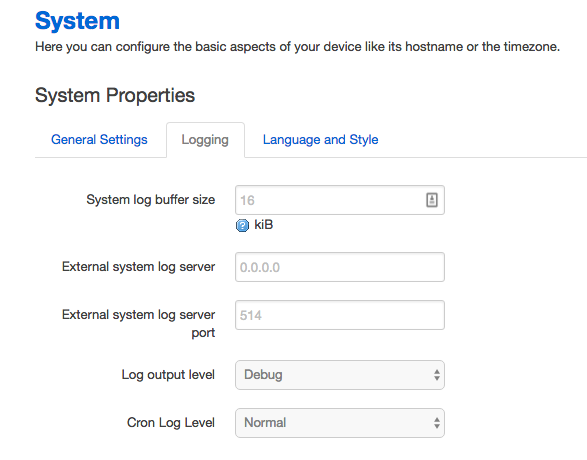 System
Here you can configure the basic aspects of your device like its hostname or the timezone.
System Properties
General Settings Logging Language and Style
System log buffer size 16
kiB
External system log server 0.0.0.0
External system log server 514
port
Log output level Debug
Cron Log Level Normal